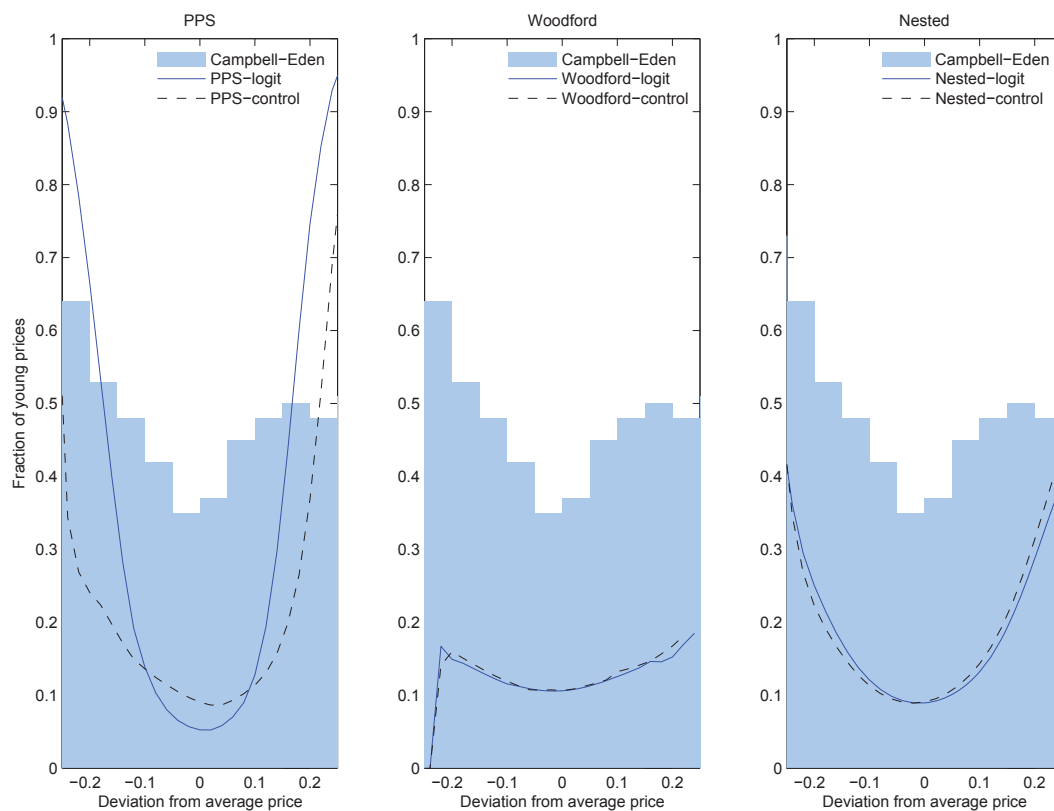 PPS
Woodford
Nested
Campbell−Eden
PPS−logit
PPS−control
Campbell−Eden
Woodford−logit
Woodford−control
Campbell−Eden
Nested−logit
Nested−control
Fraction of young prices
1
0.9
0.8
0.7
0.6
0.5
0.4
0.3
0.2
0.1
0
1
0.9
0.8
0.7
0.6
0.5
0.4
0.3
0.2
0.1
0
1
0.9
0.8
0.7
0.6
0.5
0.4
0.3
0.2
0.1
0
−0.2 −0.1 0 0.1 0.2
−0.2 −0.1 0 0.1 0.2
−0.2 −0.1 0 0.1 0.2
Deviation from average price
Deviation from average price
Deviation from average price